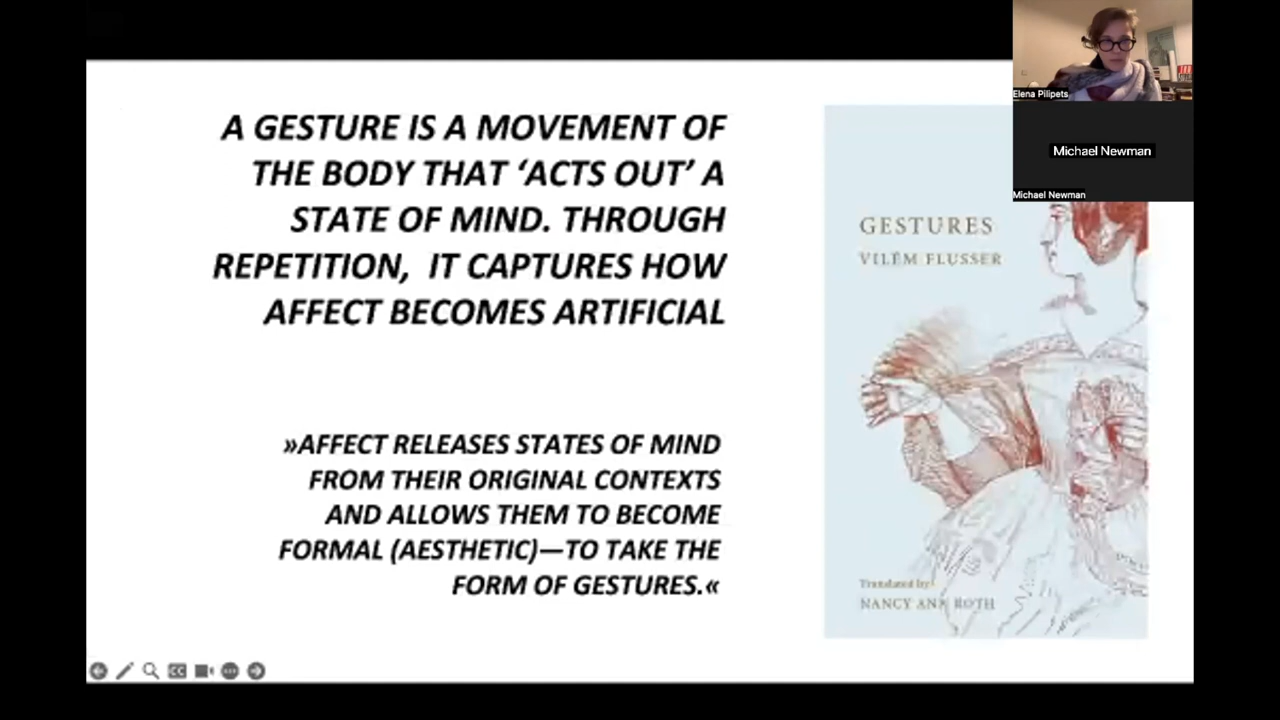 A GESTURE IS A MOVEMENT OF
THE BODY THAT ‘ACTS OUT’ A
STATE OF MIND. THROUGH
REPETITION, IT CAPTURES HOW
AFFECT BECOMES ARTIFICIAL
»AFFECT RELEASES STATES OF MIND
FROM THEIR ORIGINAL CONTEXTS
AND ALLOWS THEM TO BECOME
FORMAL (AESTHETIC)—TO TAKE THE
FORM OF GESTURES.«
GESTURES
VILÉM FLUSSER
Translated by
NANCY ANN ROTH
Elena Pilipets
Michael Newman
Michael Newman
CC